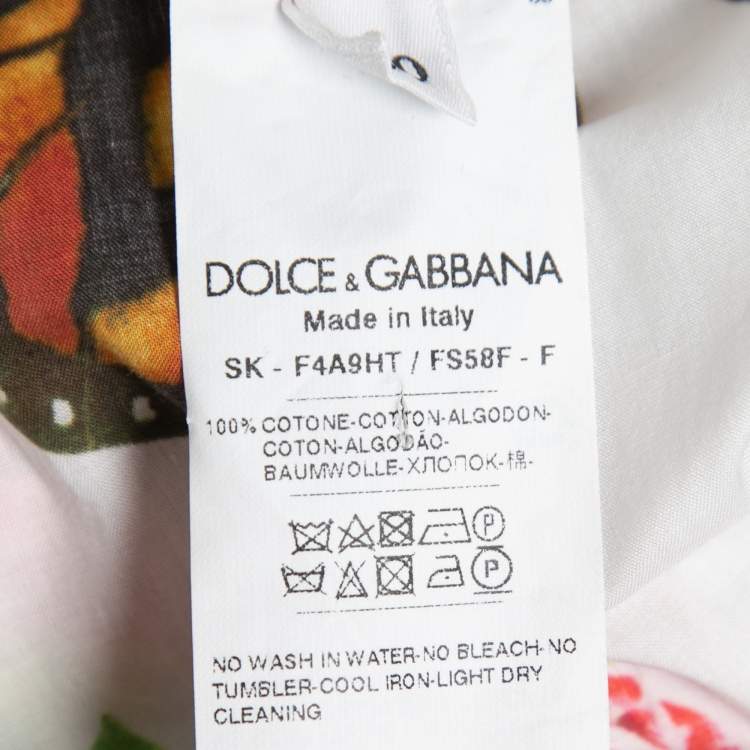 DOLCE & GABBANA
Made in Italy
SK - F4A9HT / FS58F - F
100% COTONE-COTTON-ALGODON-
COTON-ALGODÃO-
BAUMWOLLE-ХЛОПОК-棉-
P
P
NO WASH IN WATER-NO BLEACH-NO
TUMBLER-COOL IRON-LIGHT DRY
CLEANING